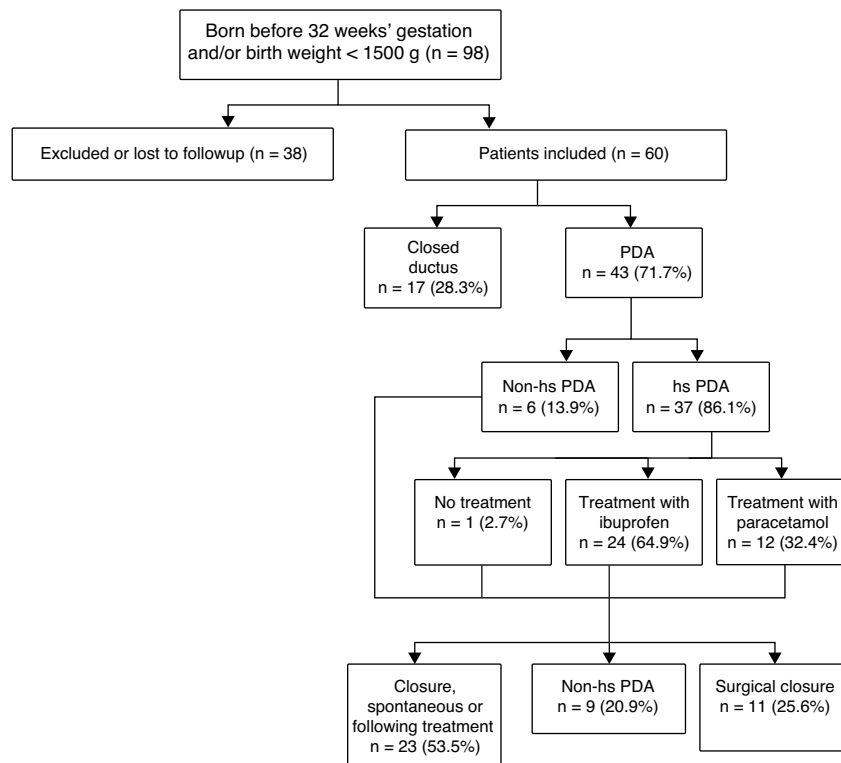 Born before 32 weeks’ gestation
and/or birth weight < 1500 g (n = 98)
Excluded or lost to followup (n = 38)
Patients included (n = 60)
Closed
ductus
n = 17 (28.3%)
PDA
n = 43 (71.7%)
Non-hs PDA
n = 6 (13.9%)
hs PDA
n = 37 (86.1%)
No treatment
n = 1 (2.7%)
Treatment with
ibuprofen
n = 24 (64.9%)
Treatment with
paracetamol
n = 12 (32.4%)
Closure,
spontaneous or
following treatment
n = 23 (53.5%)
Non-hs PDA
n = 9 (20.9%)
Surgical closure
n = 11 (25.6%)